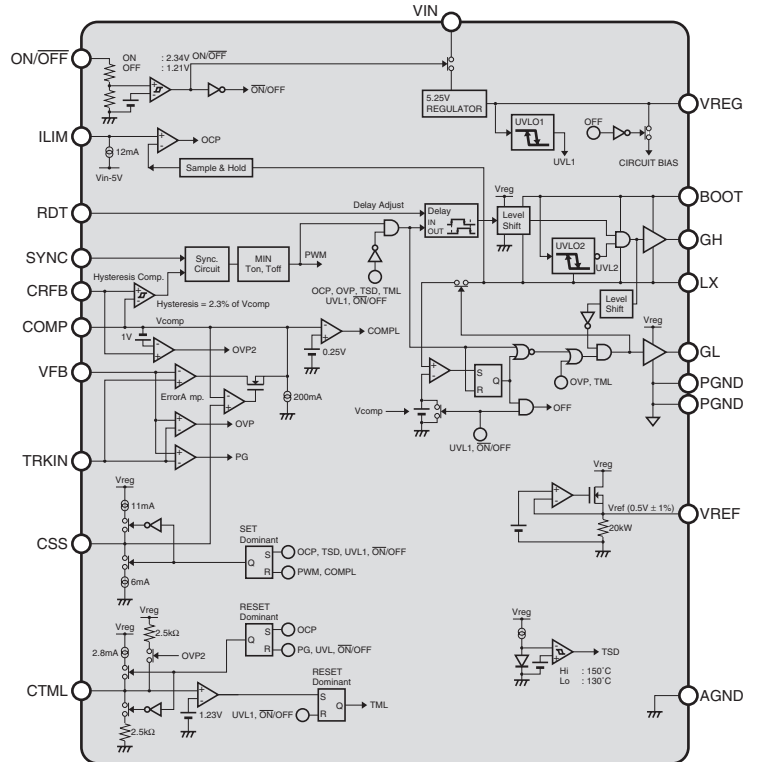 VIN
ON/OFF
ON : 2.34V ON/OFF
OFF : 1.21V
ON/OFF
5.25V
REGULATOR
VREG
UVLO1
UVL1
OFF
CIRCUIT BIAS
ILIM
OCP
12mA
Vin-5V
Sample & Hold
RDT
Delay Adjust
Delay
IN
OUT
Vreg
Level
Shift
BOOT
GH
UVLO2
UVL2
LX
SYNC
Sync.
Circuit
MIN
Ton, Toff
PWM
OCP, OVP, TSD, TML
UVL1, ON/OFF
Hysteresis Comp.
CRFB
Hysteresis = 2.3% of Vcomp
Level
Shift
COMP
Vcomp
1V
OVP2
COMPL
0.25V
Vreg
GL
VFB
ErrorA mp.
200mA
S
R
Q
OVP, TML
PGND
PGND
Vcomp
OFF
UVL1, ON/OFF
OVP
PG
TRKIN
Vreg
11mA
Vreg
Vref (0.5V ± 1%)
VREF
20kW
CSS
6mA
SET
Dominant
Q
S
R
OCP, TSD, UVL1, ON/OFF
PWM, COMPL
RESET
Dominant
Q
S
R
OCP
PG, UVL, ON/OFF
Vreg
Vreg
2.5kΩ
2.8mA
OVP2
Vreg
TSD
Hi : 150˚C
Lo : 130˚C
CTML
2.5kΩ
1.23V
RESET
Dominant
S
R
Q
TML
UVL1, ON/OFF
AGND